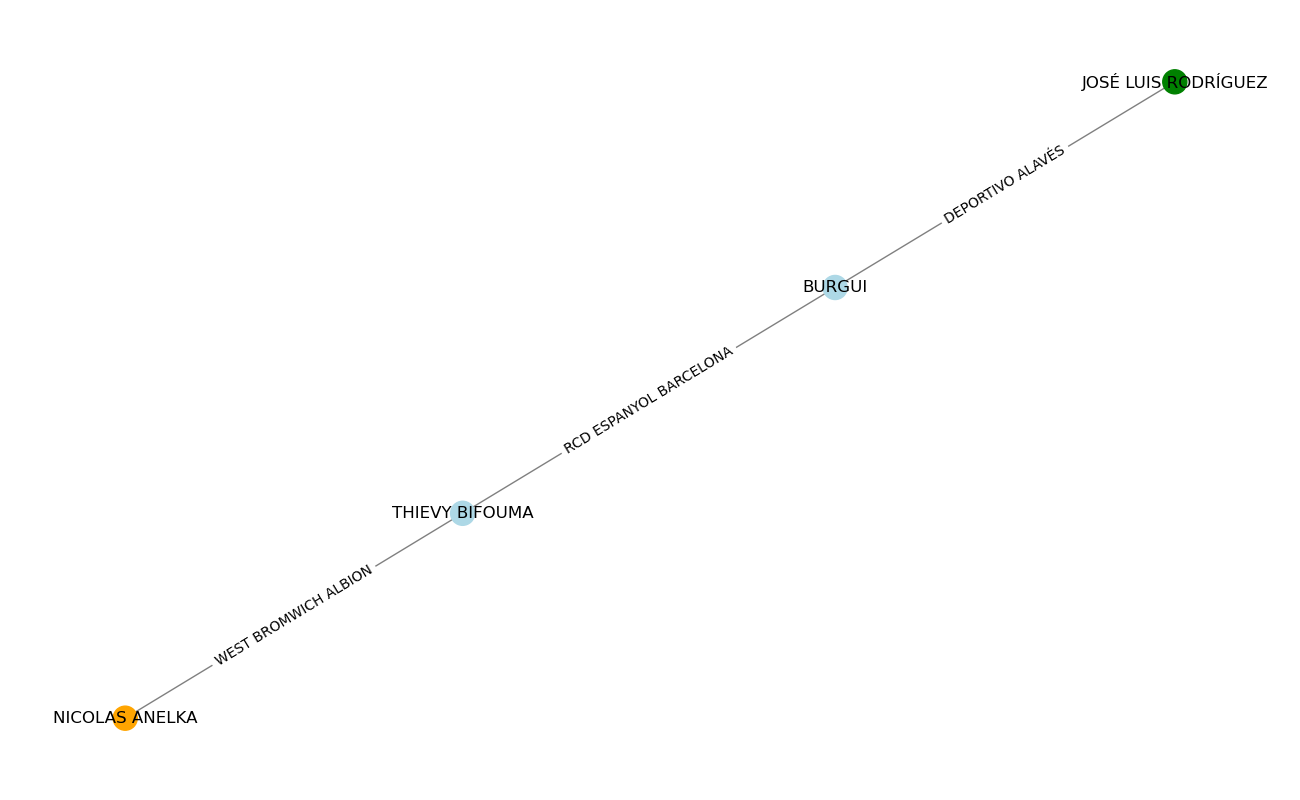 JOSÉ LUIS RODRÍGUEZ
DEPORTIVO ALAVÉS
BURGUI
RCD ESPANYOL BARCELONA
THIEVY BIFOUMA
WEST BROMWICH ALBION
NICOLAS ANELKA